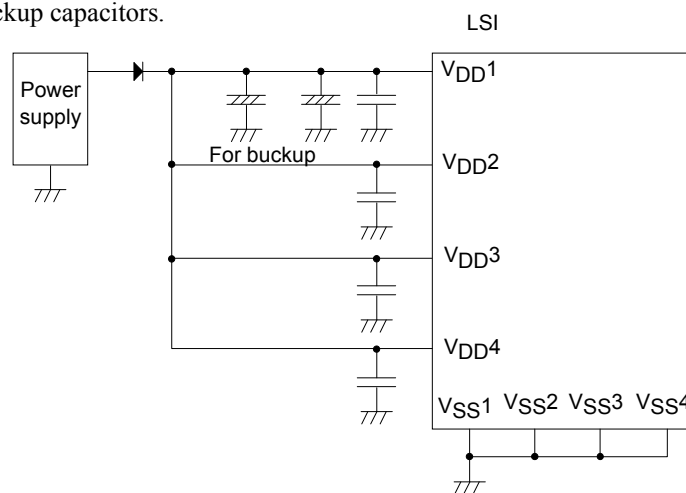 ckup capacitors.
LSI
Power
supply
VDD1
For buckup
VDD2
VDD3
VDD4
VSS1 VSS2 VSS3 VSS4